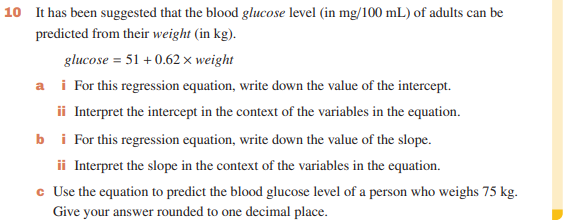 10 It has been suggested that the blood glucose level (in mg/100 mL) of adults can be
predicted from their weight (in kg).
glucose = 51 + 0.62 × weight
a i For this regression equation, write down the value of the intercept.
ii Interpret the intercept in the context of the variables in the equation.
b i For this regression equation, write down the value of the slope.
ii Interpret the slope in the context of the variables in the equation.
c Use the equation to predict the blood glucose level of a person who weighs 75 kg.
Give your answer rounded to one decimal place.